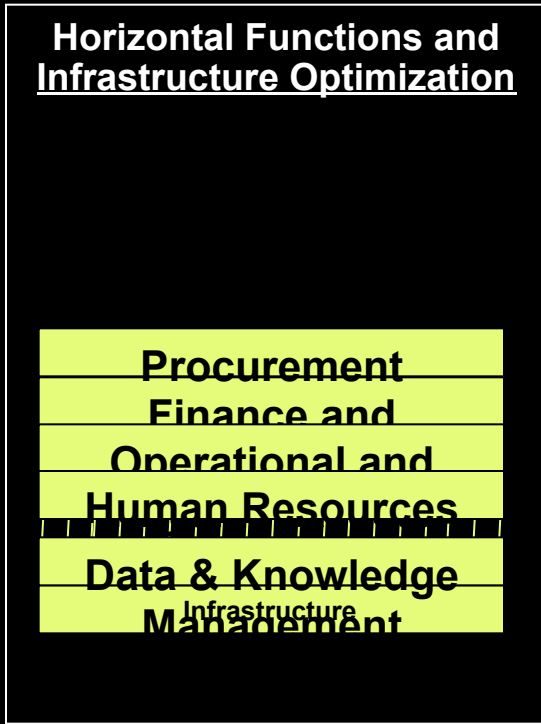 Horizontal Functions and
Infrastructure Optimization
Procurement
Finance and
Operational and
Human Resources
Data & Knowledge
Infrastructure
Management